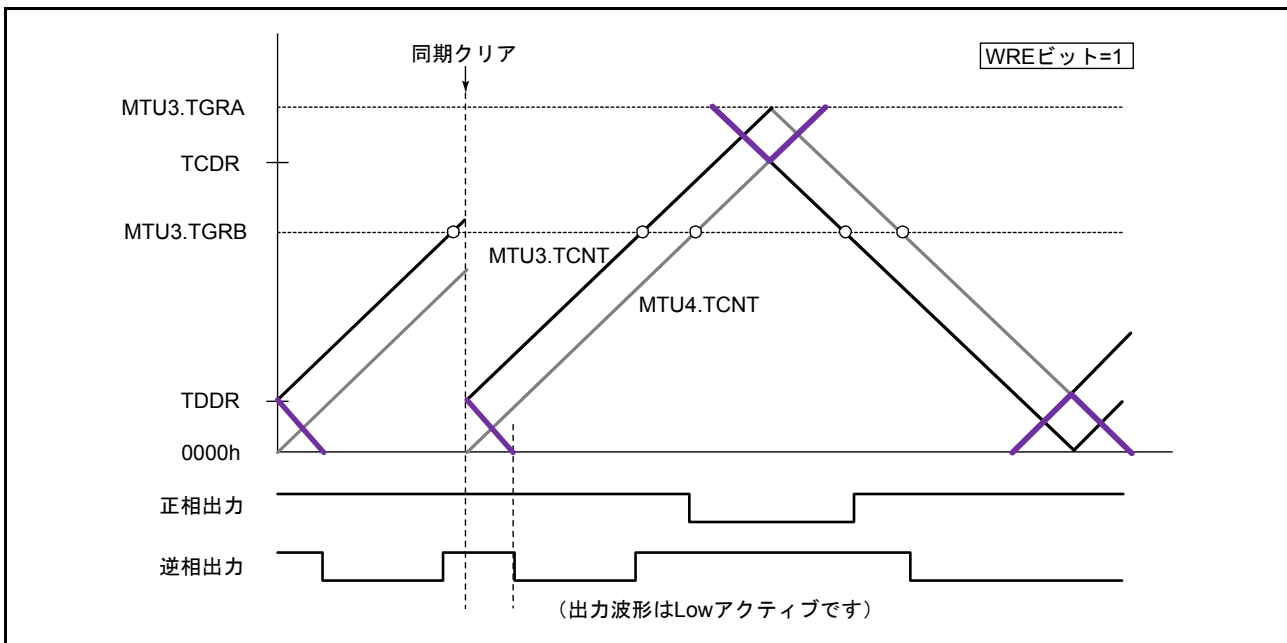 同期クリア
WREビット=1
MTU3.TGRA
TCDR
MTU3.TGRB
MTU3.TCNT
MTU4.TCNT
TDDR
0000h
正相出力
逆相出力
（出力波形はLowアクティブです）